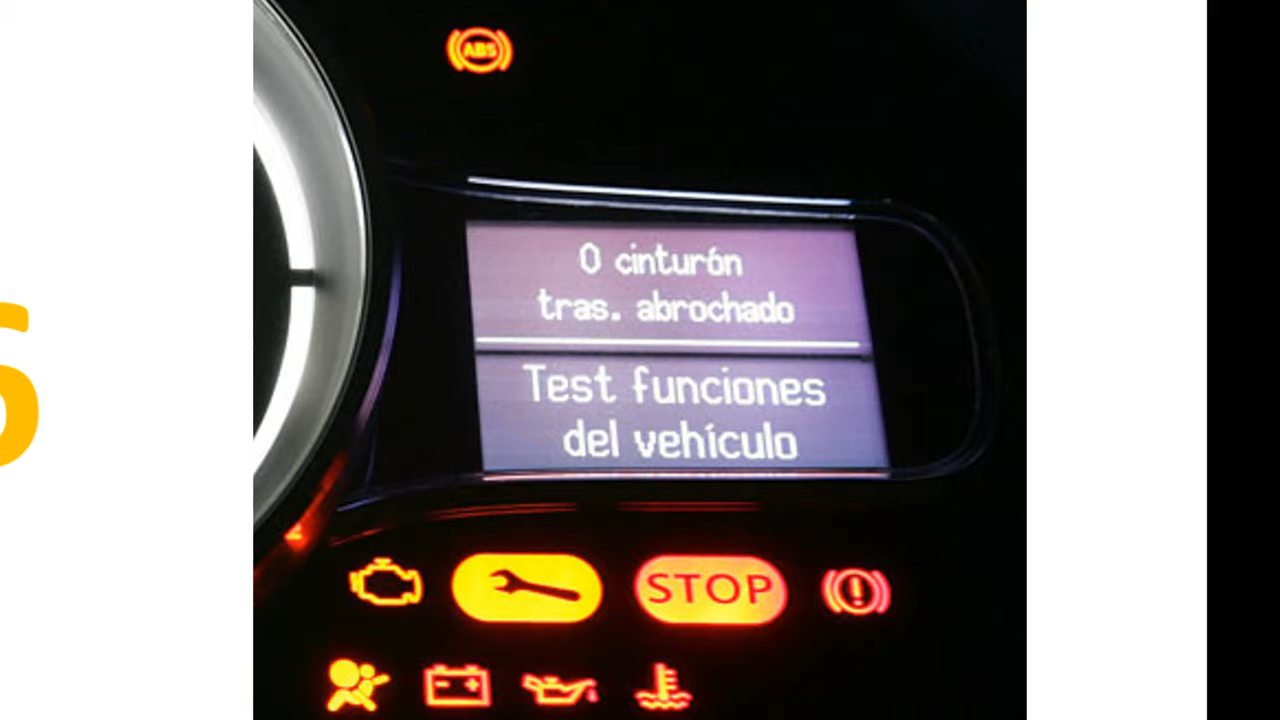 ABS
0 cinturón
tras. abrochado
Test funciones
del vehículo
STOP